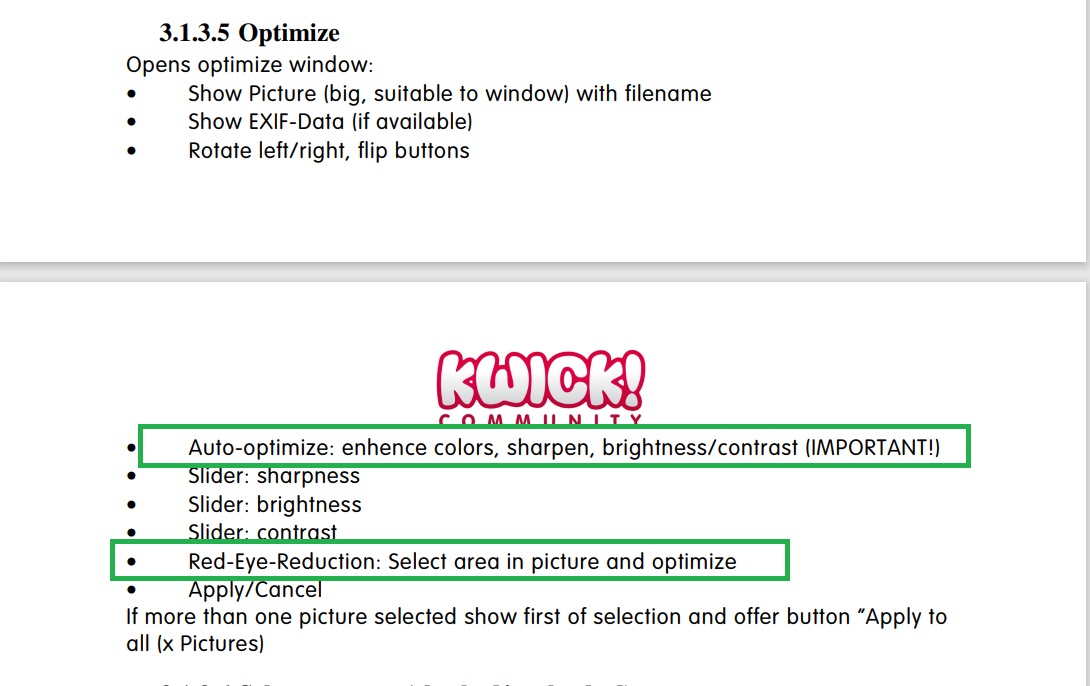 3.1.3.5 Optimize
Opens optimize window:
• Show Picture (big, suitable to window) with filename
• Show EXIF-Data (if available)
• Rotate left/right, flip buttons
KWICK!
COMMUNITY
• Auto-optimize: enhence colors, sharpen, brightness/contrast (IMPORTANT!)
• Slider: sharpness
• Slider: brightness
• Slider: contrast
• Red-Eye-Reduction: Select area in picture and optimize
• Apply/Cancel
If more than one picture selected show first of selection and offer button “Apply to
all (x Pictures)